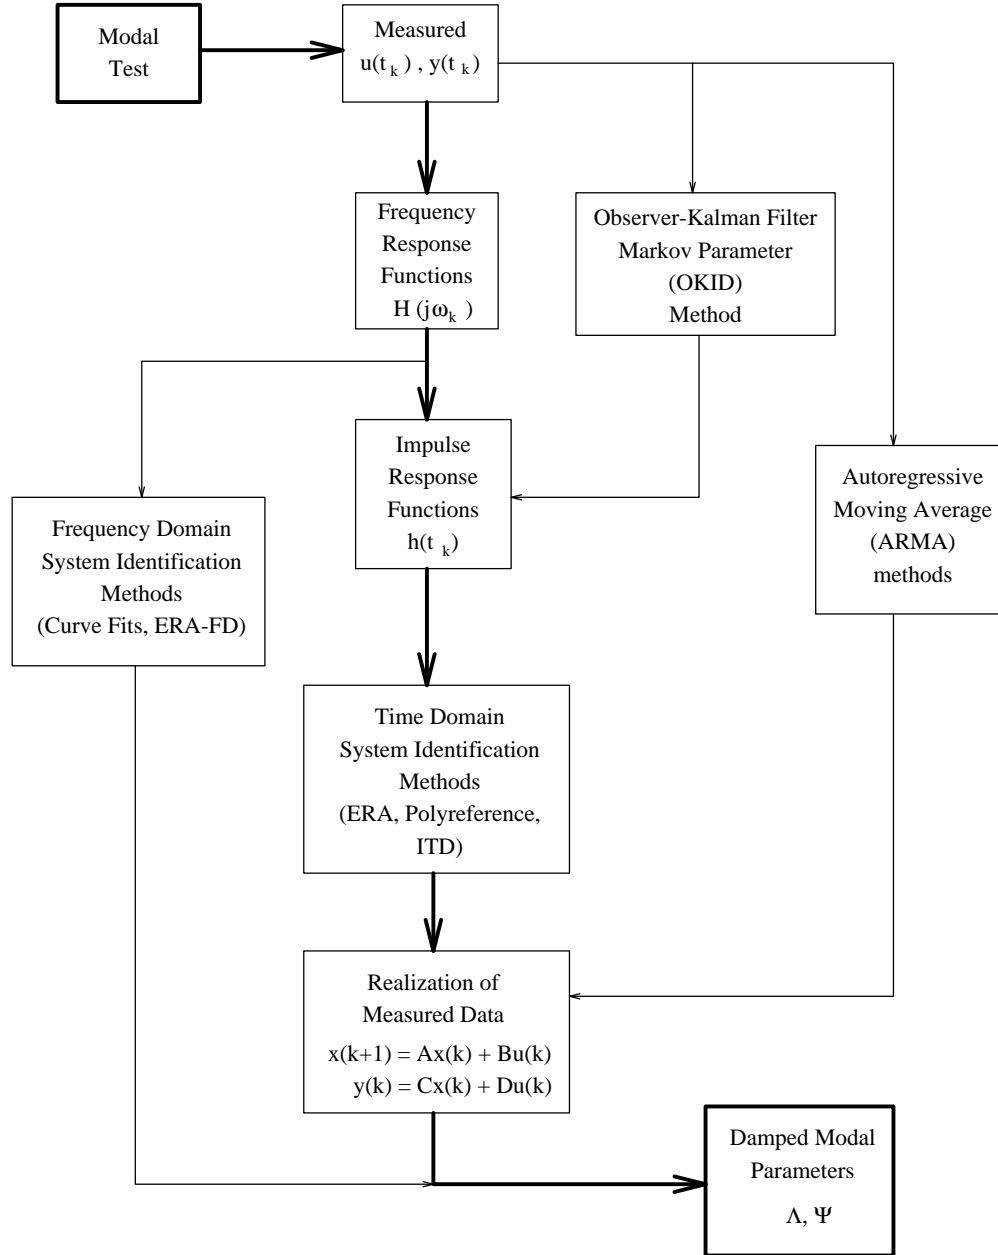 Modal
Test
Measured
u(t_k) , y(t_k)
Frequency
Response
Functions
H (jω_k)
Observer-Kalman Filter
Markov Parameter
(OKID)
Method
Impulse
Response
Functions
h(t_k)
Autoregressive
Moving Average
(ARMA)
methods
Frequency Domain
System Identification
Methods
(Curve Fits, ERA-FD)
Time Domain
System Identification
Methods
(ERA, Polyreference,
ITD)
Realization of
Measured Data
x(k+1) = Ax(k) + Bu(k)
y(k) = Cx(k) + Du(k)
Damped Modal
Parameters
Λ, Ψ